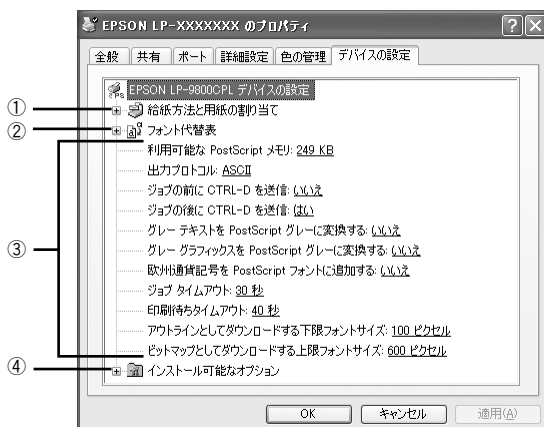 EPSON LP-XXXXXXX のプロパティ
全般 共有 ポート 詳細設定 色の管理 デバイスの設定
EPSON LP-9800CPL デバイスの設定
① 給紙方法と用紙の割り当て
② フォント代替表
利用可能な PostScript メモリ: 249 KB
出力プロトコル: ASCII
ジョブの前に CTRL-D を送信: いいえ
ジョブの後に CTRL-D を送信: はい
グレー テキストを PostScript グレーに変換する: いいえ
グレー グラフィックスを PostScript グレーに変換する: いいえ
③ 欧州通貨記号を PostScript フォントに追加する: いいえ
ジョブ タイムアウト: 30 秒
印刷待ちタイムアウト: 40 秒
アウトラインとしてダウンロードする下限フォントサイズ: 100 ピクセル
ビットマップとしてダウンロードする上限フォントサイズ: 600 ピクセル
④ インストール可能なオプション
OK キャンセル 適用(A)